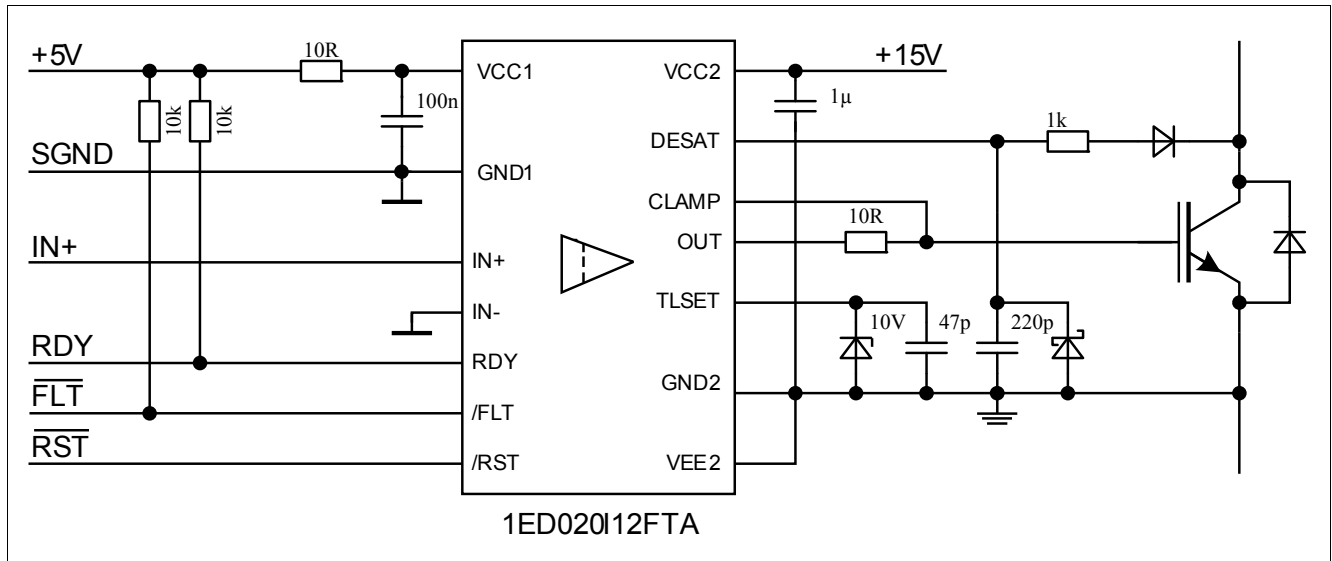 +5V
10R
VCC1
VCC2
+15V
10k
10k
100n
1µ
DESAT
1k
SGND
GND1
CLAMP
10R
OUT
IN+
IN+
TLSET
IN-
10V
47p
220p
RDY
RDY
GND2
FLT
/FLT
RST
/RST
VEE2
1ED020I12FTA